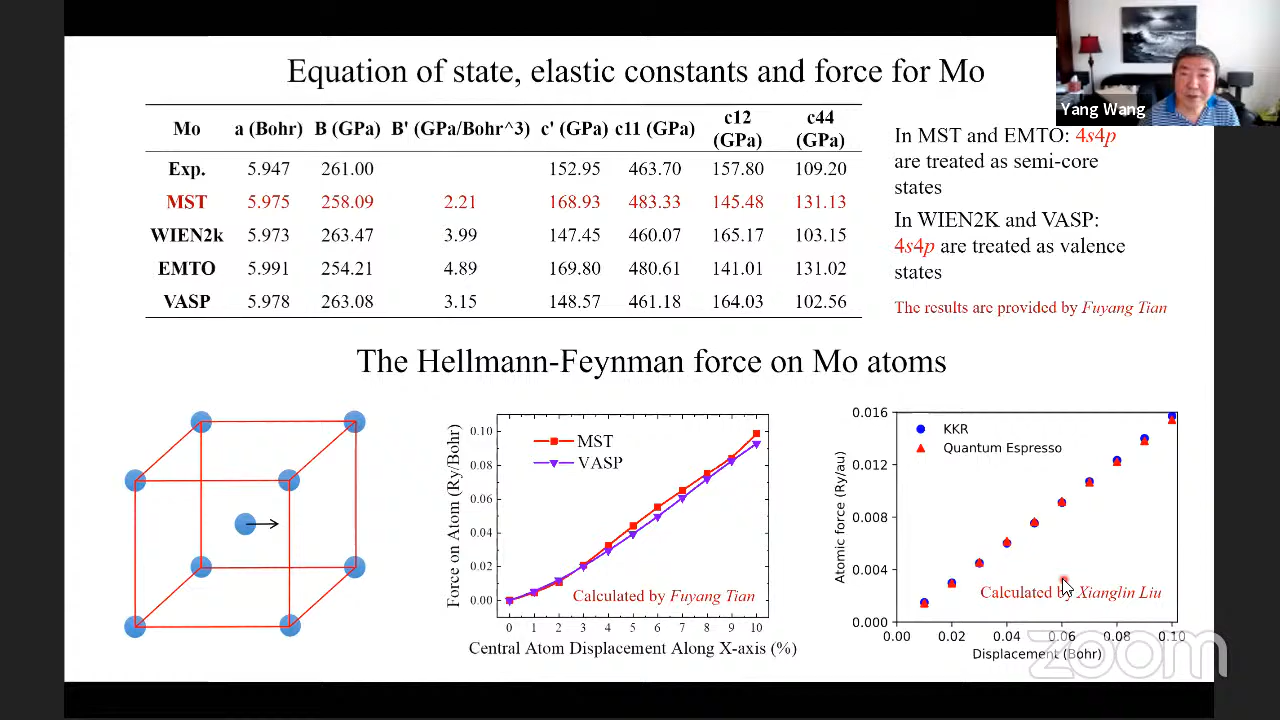 Equation of state, elastic constants and force for Mo
Yang Wang
Mo a (Bohr) B (GPa) B' (GPa/Bohr^3) c' (GPa) c11 (GPa) c12 (GPa) c44 (GPa)
Exp. 5.947 261.00 152.95 463.70 157.80 109.20
MST 5.975 258.09 2.21 168.93 483.33 145.48 131.13
WIEN2k 5.973 263.47 3.99 147.45 460.07 165.17 103.15
EMTO 5.991 254.21 4.89 169.80 480.61 141.01 131.02
VASP 5.978 263.08 3.15 148.57 461.18 164.03 102.56
In MST and EMTO: 4s4p
are treated as semi-core
states
In WIEN2K and VASP:
4s4p are treated as valence
states
The results are provided by Fuyang Tian
The Hellmann-Feynman force on Mo atoms
Force on Atom (Ry/Bohr)
0.10
0.08
0.06
0.04
0.02
0.00
MST
VASP
Calculated by Fuyang Tian
0 1 2 3 4 5 6 7 8 9 10
Central Atom Displacement Along X-axis (%)
Atomic force (Ry/au)
0.016
0.012
0.008
0.004
0.000
KKR
Quantum Espresso
Calculated by Xianglin Liu
0.00 0.02 0.04 0.06 0.08 0.10
Displacement (Bohr)
zoom